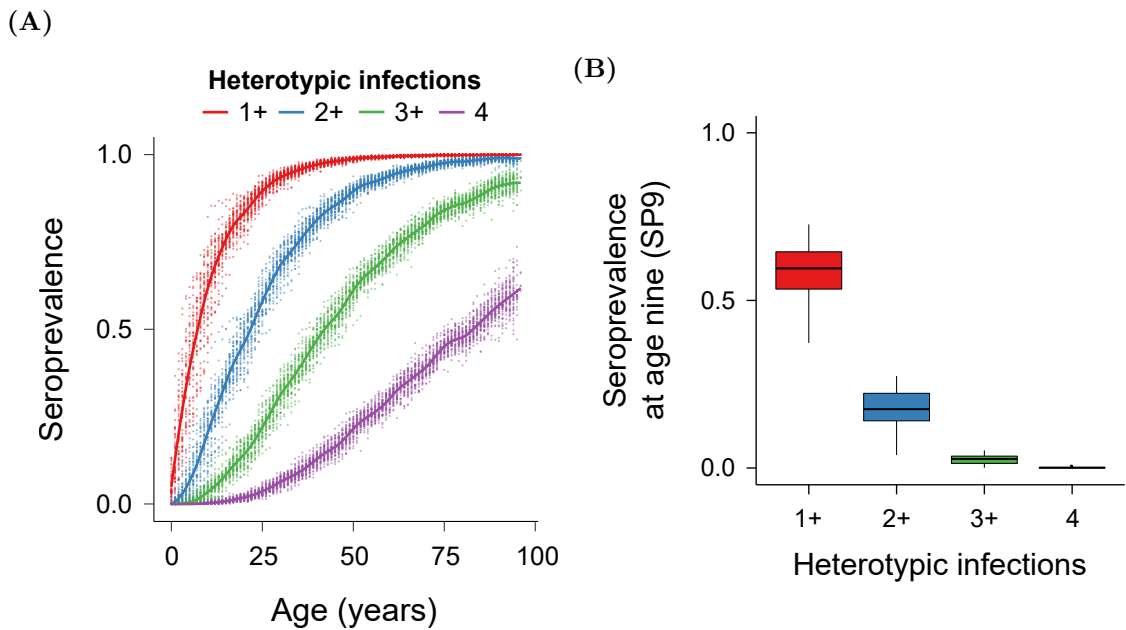 (A)
Heterotypic infections
1+ 2+ 3+ 4
1.0
0.5
0.0
Seroprevalence
0 25 50 75 100
Age (years)
(B)
1.0
0.5
0.0
Seroprevalence
at age nine (SP9)
1+ 2+ 3+ 4
Heterotypic infections